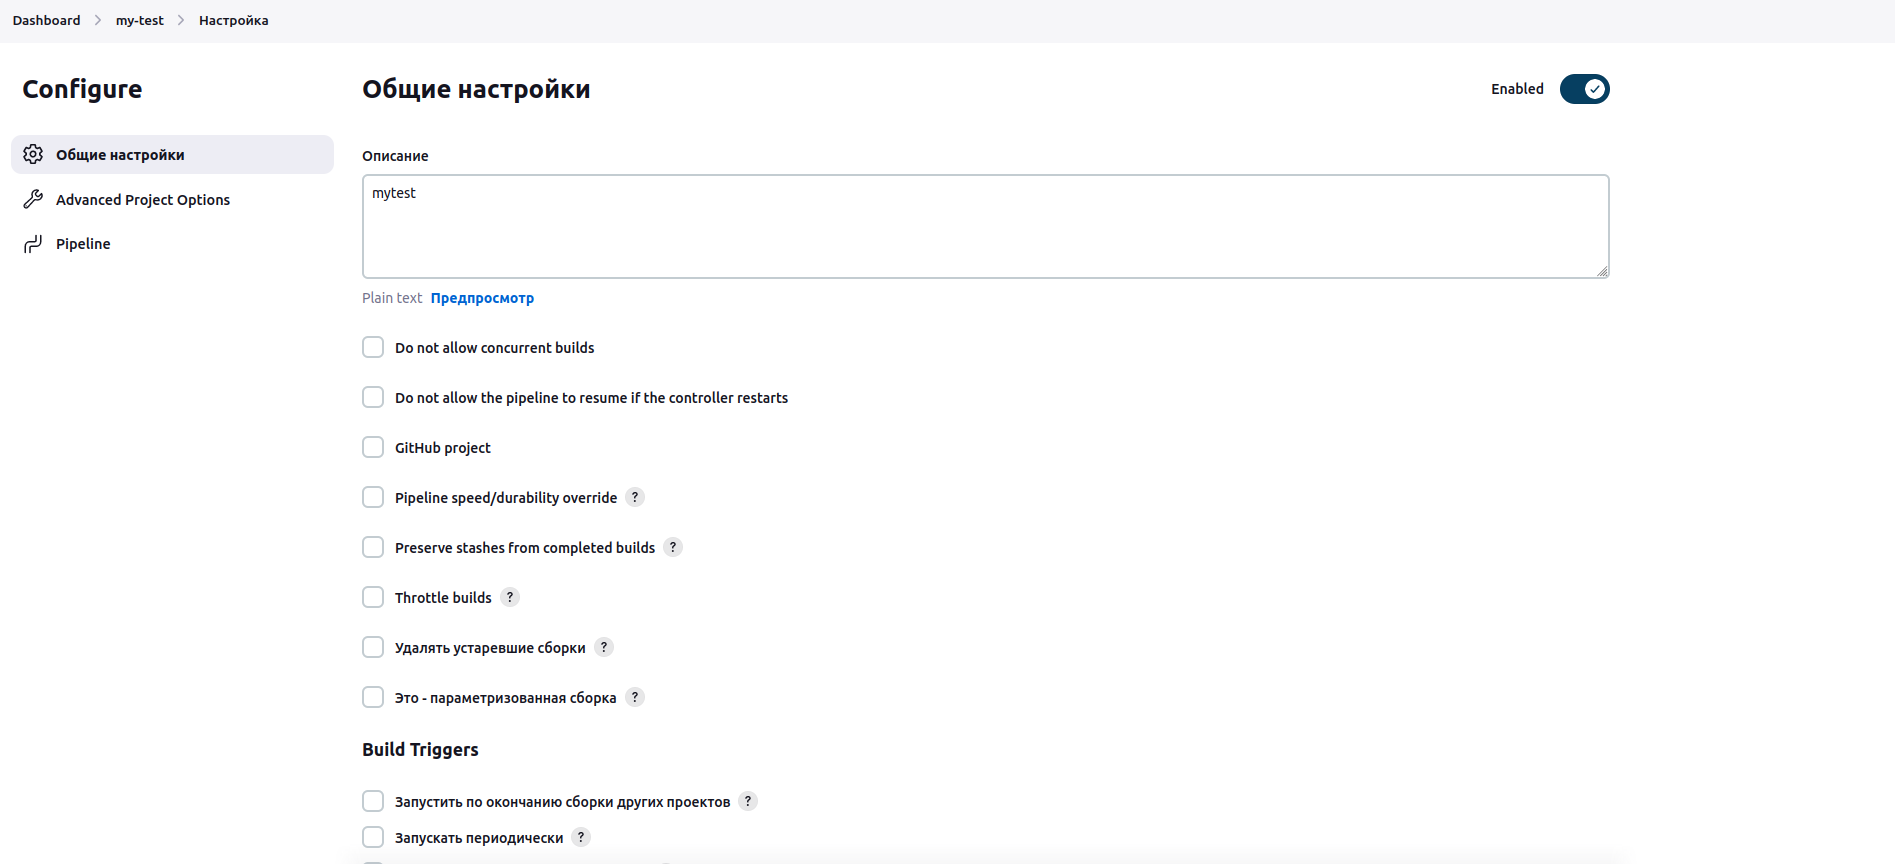 Dashboard > my-test > Настройка
Configure
Общие настройки
Advanced Project Options
Pipeline
Общие настройки
Enabled
Описание
mytest
Plain text Предпросмотр
Do not allow concurrent builds
Do not allow the pipeline to resume if the controller restarts
GitHub project
Pipeline speed/durability override ?
Preserve stashes from completed builds ?
Throttle builds ?
Удалять устаревшие сборки ?
Это - параметризованная сборка ?
Build Triggers
Запустить по окончанию сборки других проектов ?
Запускать периодически ?